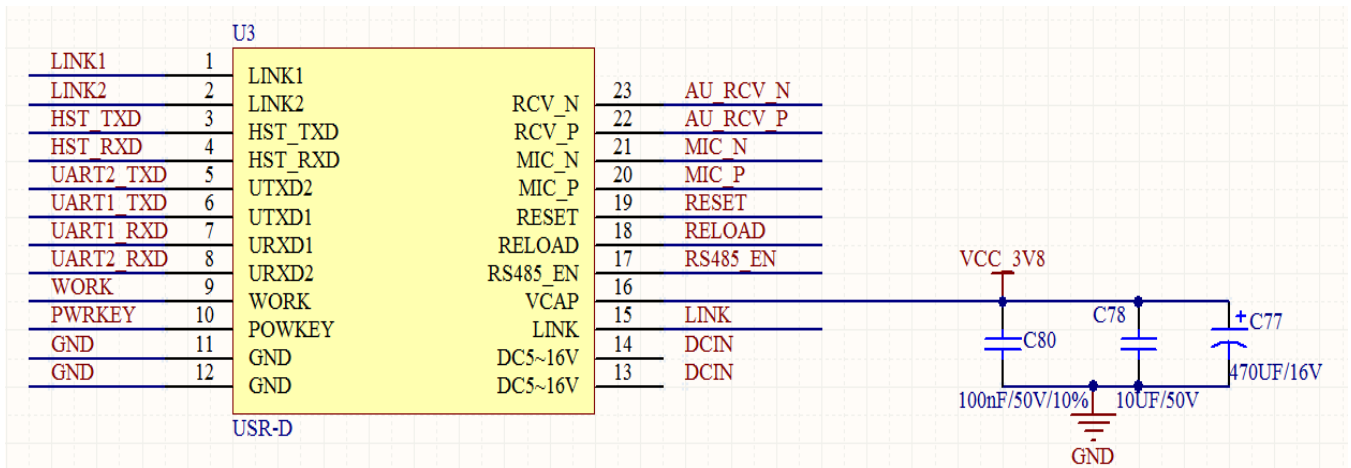 U3
LINK1 1 LINK1
LINK2 2 LINK2
HST_TXD 3 HST_TXD
HST_RXD 4 HST_RXD
UART2_TXD 5 UTXD2
UART1_TXD 6 UTXD1
UART1_RXD 7 URXD1
UART2_RXD 8 URXD2
WORK 9 WORK
PWRKEY 10 POWKEY
GND 11 GND
GND 12 GND
RCV_N 23 AU_RCV_N
RCV_P 22 AU_RCV_P
MIC_N 21 MIC_N
MIC_P 20 MIC_P
RESET 19 RESET
RELOAD 18 RELOAD
RS485_EN 17 RS485_EN
VCAP 16
LINK 15 LINK
DC5~16V 14 DCIN
DC5~16V 13 DCIN
USR-D
VCC_3V8
C80
100nF/50V/10%
C78
10UF/50V
+ C77
470UF/16V
GND